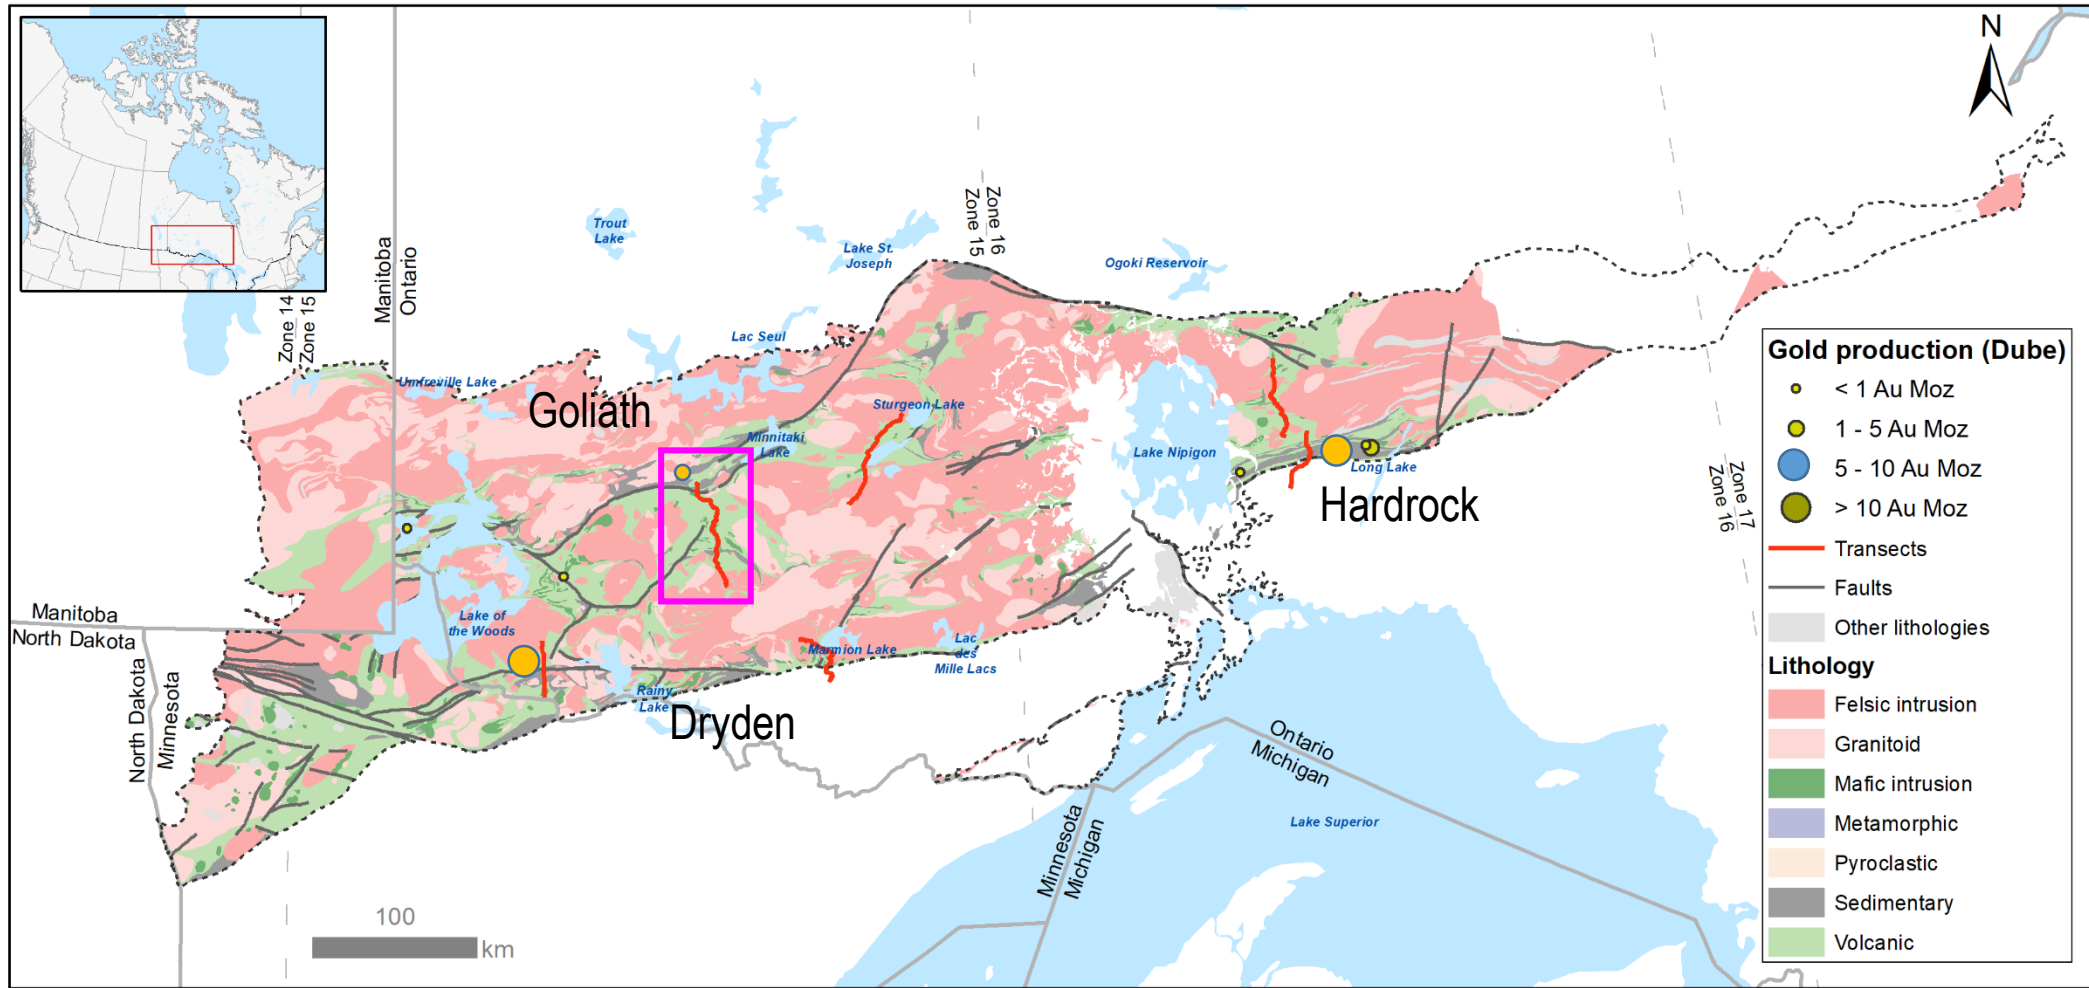 N
Manitoba
Ontario
Zone 14
Zone 15
Zone 15
Zone 16
Zone 16
Zone 17
Trout
Lake
Lake St.
Joseph
Ogoki Reservoir
Lac Seul
Umfreville Lake
Goliath
Sturgeon Lake
Minnitaki
Lake
Lake Nipigon
Long Lake
Hardrock
Manitoba
North Dakota
Lake of
the Woods
North Dakota
Minnesota
Rainy
Lake
Dryden
Marmion Lake
Lac
des
Mille Lacs
Ontario
Michigan
Minnesota
Michigan
Lake Superior
100
km
Gold production (Dube)
< 1 Au Moz
1 - 5 Au Moz
5 - 10 Au Moz
> 10 Au Moz
Transects
Faults
Other lithologies
Lithology
Felsic intrusion
Granitoid
Mafic intrusion
Metamorphic
Pyroclastic
Sedimentary
Volcanic